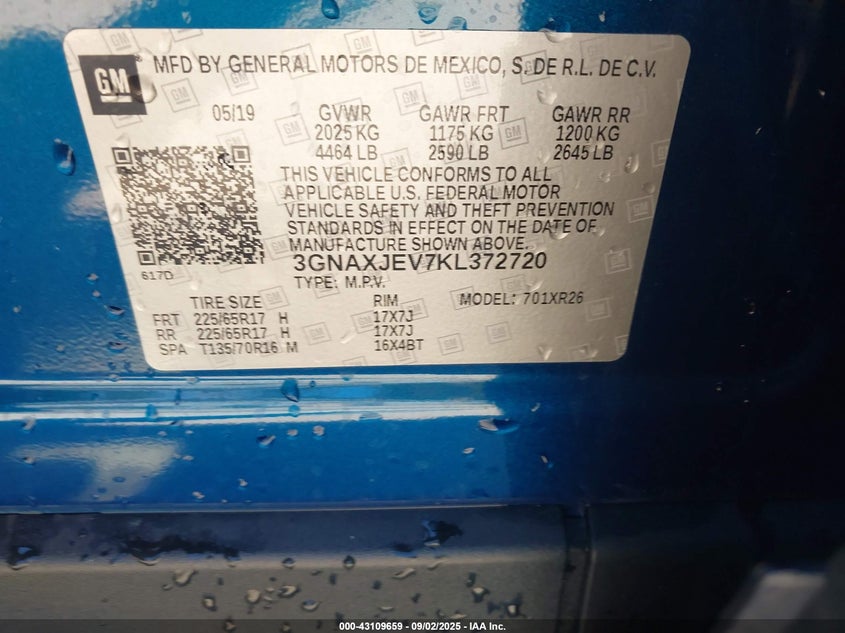 GM
MFD BY GENERAL MOTORS DE MEXICO, S. DE R.L. DE C.V.
05/19 GVWR GAWR FRT GAWR RR
2025 KG 1175 KG 1200 KG
4464 LB 2590 LB 2645 LB
THIS VEHICLE CONFORMS TO ALL
APPLICABLE U.S. FEDERAL MOTOR
VEHICLE SAFETY AND THEFT PREVENTION
STANDARDS IN EFFECT ON THE DATE OF
MANUFACTURE SHOWN ABOVE.
617D 3GNAXJEV7KL372720
TYPE: M.P.V.
TIRE SIZE RIM MODEL: 701XR26
FRT 225/65R17 H 17X7J
RR 225/65R17 H 17X7J
SPA T135/70R16 M 16X4BT
000-43109659 - 09/02/2025 - IAA Inc.